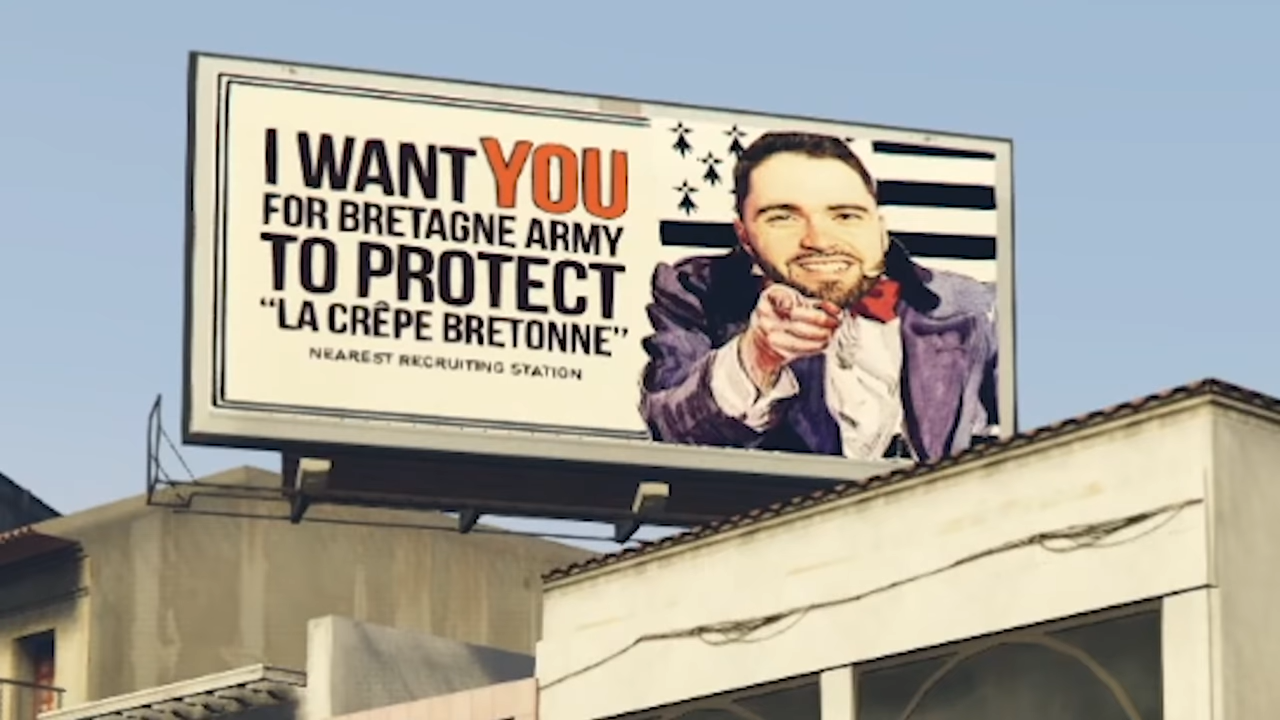 I WANT YOU
FOR BRETAGNE ARMY
TO PROTECT
“LA CRÊPE BRETONNE”
NEAREST RECRUITING STATION